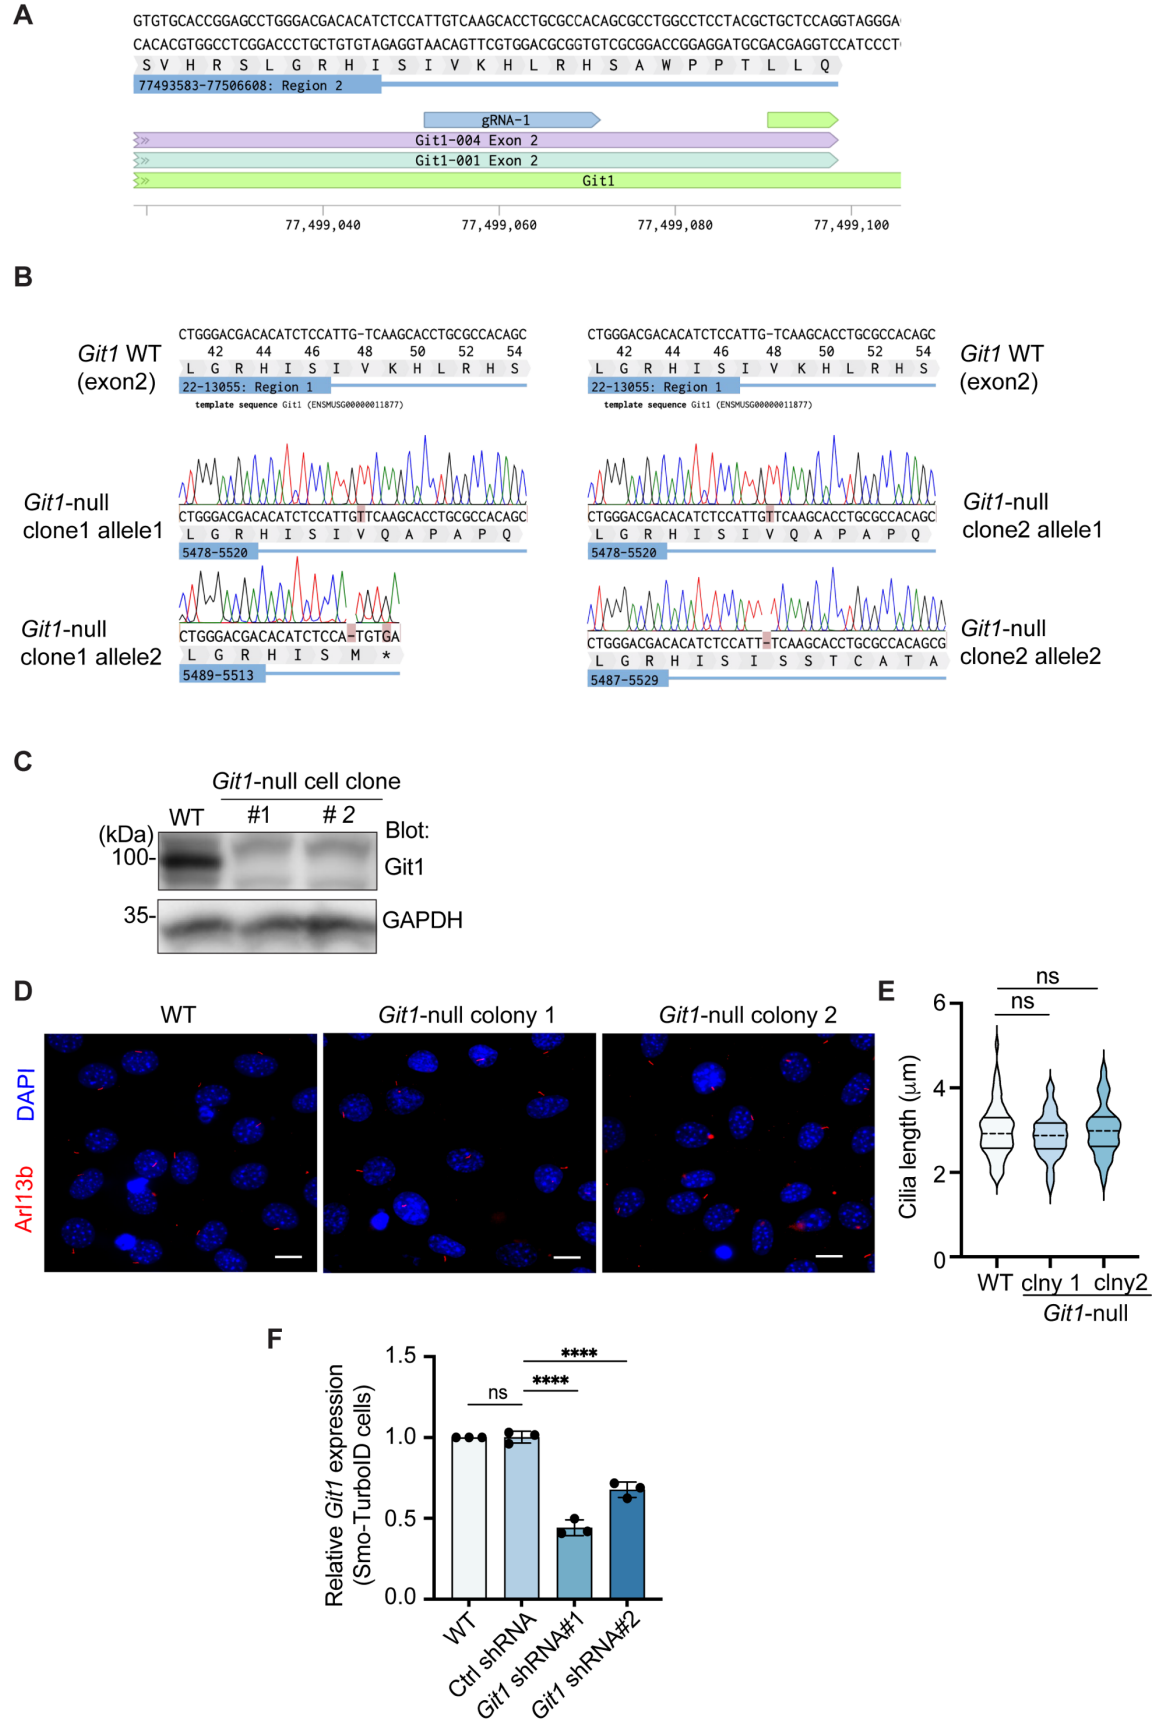 A
GTGTGCACCGGAGCCTGGGACGACACATCTCCATTGTCAAGCACCTGCGCCACAGCGCCTGGCCTCCTACGCTGCTCCAGGTAGGGA
CACACGTGGCCTCGGACCCTGCTGTGTAGAGGTAACAGTTCGTGGACGCGGTGTCGCGGACCGGAGGATGCGACGAGGTCCATCCCT
S V H R S L G R H I S I V K H L R H S A W P P T L L Q
77493583-77506608: Region 2
gRNA-1
Git1-004 Exon 2
Git1-001 Exon 2
Git1
77,499,040 77,499,060 77,499,080 77,499,100
B
Git1 WT
(exon2)
CTGGGACGACACATCTCCATTG-TCAAGCACCTGCGCCACAGC
42 44 46 48 50 52 54
L G R H I S I V K H L R H S
22-13055: Region 1
template sequence Git1 (ENSMUSG00000011877)
CTGGGACGACACATCTCCATTG-TCAAGCACCTGCGCCACAGC
42 44 46 48 50 52 54
L G R H I S I V K H L R H S
22-13055: Region 1
template sequence Git1 (ENSMUSG00000011877)
Git1 WT
(exon2)
Git1-null
clone1 allele1
CTGGGACGACACATCTCCATTGTTCAAGCACCTGCGCCACAGC
L G R H I S I V Q A P A P Q
5478-5520
CTGGGACGACACATCTCCATTGTTCAAGCACCTGCGCCACAGC
L G R H I S I V Q A P A P Q
5478-5520
Git1-null
clone2 allele1
Git1-null
clone1 allele2
CTGGGACGACACATCTCCA-TGTGA
L G R H I S M *
5489-5513
CTGGGACGACACATCTCCATT-TCAAGCACCTGCGCCACAGCG
L G R H I S I S S T C A T A
5487-5529
Git1-null
clone2 allele2
C
Git1-null cell clone
WT #1 # 2
(kDa)
100-
Blot:
Git1
35-
GAPDH
D
WT Git1-null colony 1 Git1-null colony 2
Arl13b DAPI
E
ns
ns
Cilia length (μm)
6
4
2
0
WT clny 1 clny2
Git1-null
F
Relative Git1 expression
(Smo-TurboID cells)
1.5
1.0
0.5
0.0
ns
****
****
WT
Ctrl shRNA
Git1 shRNA#1
Git1 shRNA#2